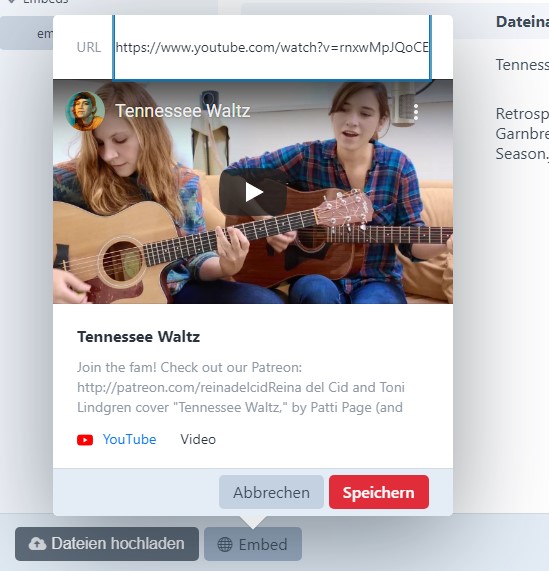 Embeds
em
URL https://www.youtube.com/watch?v=rnxwMpJQoCE
Tennessee Waltz
Tennessee Waltz
Join the fam! Check out our Patreon:
http://patreon.com/reinadelcidReina del Cid and Toni
Lindgren cover "Tennessee Waltz," by Patti Page (and
YouTube Video
Abbrechen Speichern
Dateien hochladen Embed
Dateina
Tenness
Retrosp
Garnbre
Season.